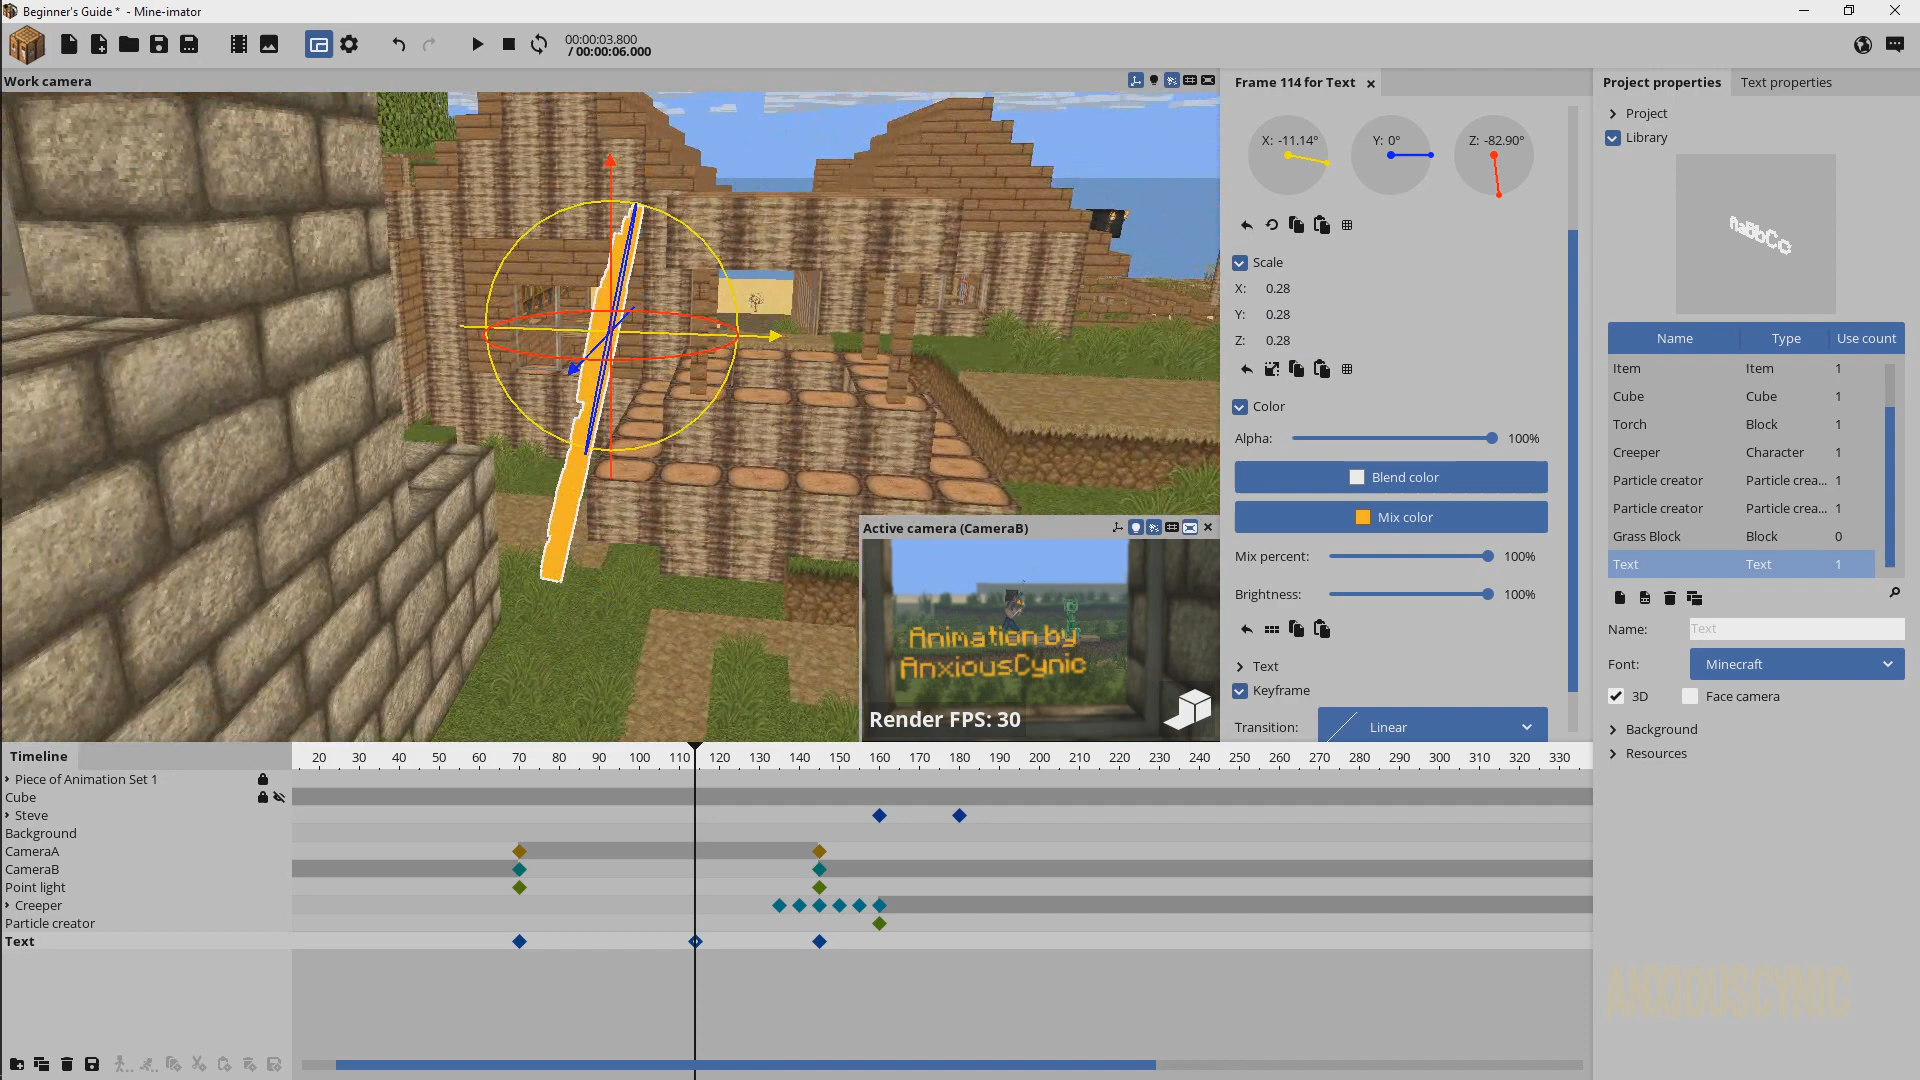 Beginner's Guide * - Mine-imator
00:00:03.800
/ 00:00:06.000
Work camera
Frame 114 for Text
X: -11.14°
Y: 0°
Z: -82.90°
Scale
X: 0.28
Y: 0.28
Z: 0.28
Color
Alpha: 100%
Blend color
Mix color
Mix percent: 100%
Brightness: 100%
Text
Keyframe
Transition: Linear
Project properties
Text properties
Project
Library
AaBbCc
Name Type Use count
Item Item 1
Cube Cube 1
Torch Block 1
Creeper Character 1
Particle creator Particle crea... 1
Particle creator Particle crea... 1
Grass Block Block 0
Text Text 1
Name: Text
Font: Minecraft
3D Face camera
Background
Resources
Active camera (CameraB)
Animation by
AnxiousCynic
Render FPS: 30
Timeline
20 30 40 50 60 70 80 90 100 110 120 130 140 150 160 170 180 190 200 210 220 230 240 250 260 270 280 290 300 310 320 330
Piece of Animation Set 1
Cube
Steve
Background
CameraA
CameraB
Point light
Creeper
Particle creator
Text
ANXIOUSCYNIC